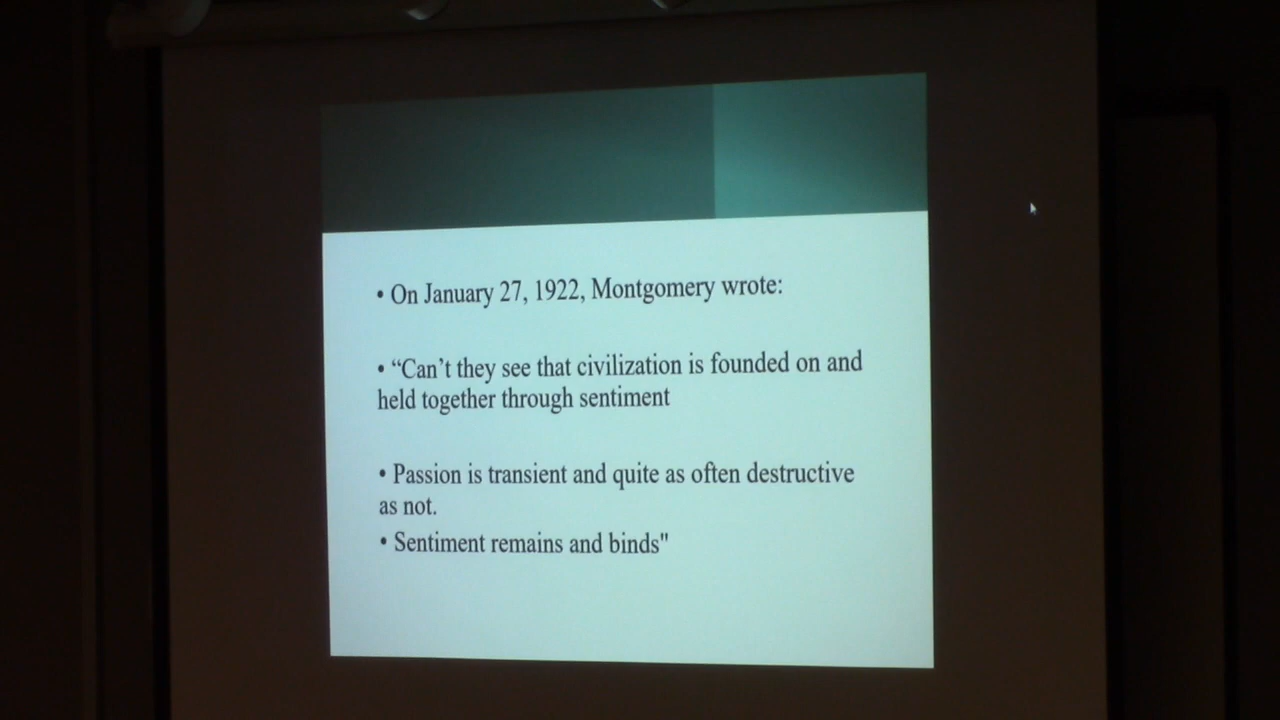 • On January 27, 1922, Montgomery wrote:
• “Can’t they see that civilization is founded on and
held together through sentiment
• Passion is transient and quite as often destructive
as not.
• Sentiment remains and binds"